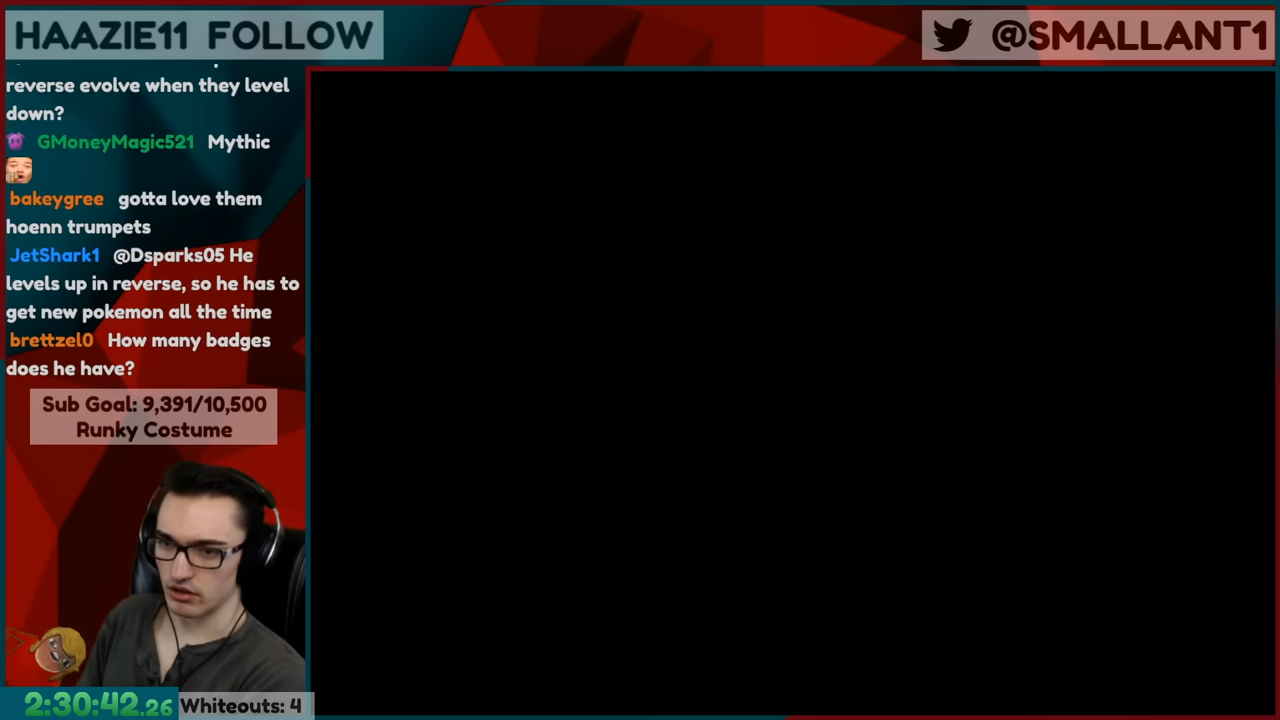 HAAZIE11 FOLLOW
@SMALLANT1
reverse evolve when they level
down?
GMoneyMagic521 Mythic
bakeygree gotta love them
hoenn trumpets
JetShark1 @Dsparks05 He
levels up in reverse, so he has to
get new pokemon all the time
brettzel0 How many badges
does he have?
Sub Goal: 9,391/10,500
Runky Costume
2:30:42.26
Whiteouts: 4